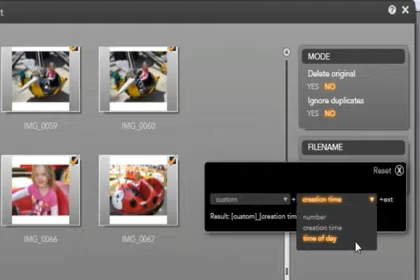 t
MODE
Delete original
YES NO
Ignore duplicates
YES NO
IMG_0059
IMG_0060
FILENAME
Reset
custom + creation time +ext
number
Result: [custom]_[creation tim
creation time
time of day
IMG_0066
IMG_0067